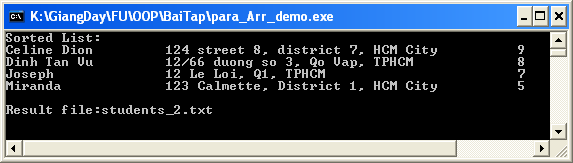 K:\GiangDay\FU\OOP\BaiTap\para_Arr_demo.exe
Sorted List:
Celine Dion 124 street 8, district 7, HCM City 9
Dinh Tan Vu 12/66 duong so 3, Qo Vap, TPHCM 8
Joseph 12 Le Loi, Q1, TPHCM 7
Miranda 123 Calmette, District 1, HCM City 5
Result file:students_2.txt